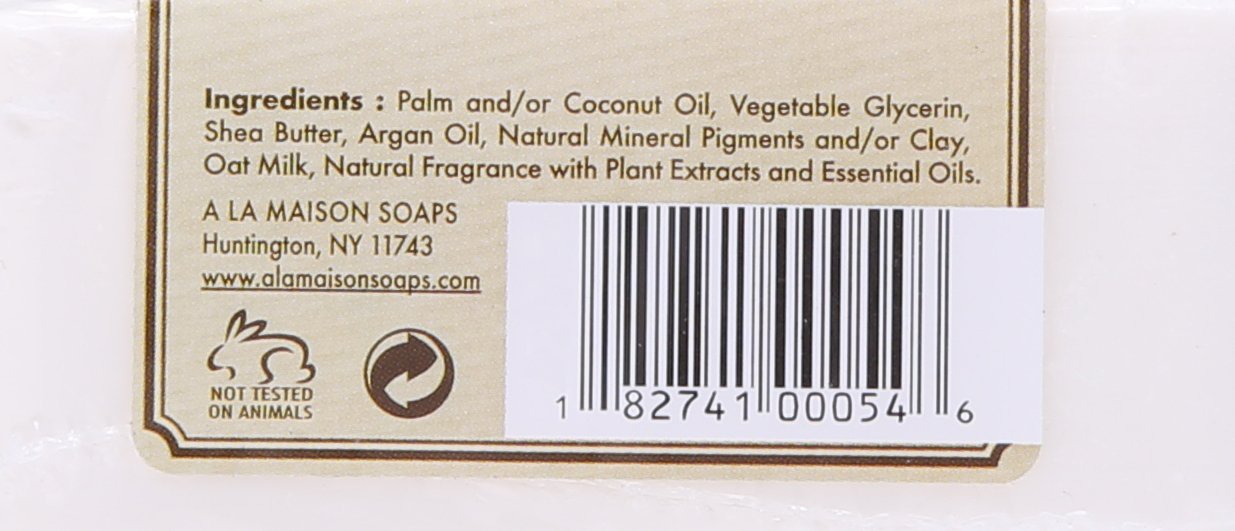 Ingredients : Palm and/or Coconut Oil, Vegetable Glycerin,
Shea Butter, Argan Oil, Natural Mineral Pigments and/or Clay,
Oat Milk, Natural Fragrance with Plant Extracts and Essential Oils.
A LA MAISON SOAPS
Huntington, NY 11743
www.alamaisonsoaps.com
NOT TESTED
ON ANIMALS
1 82741 00054 6